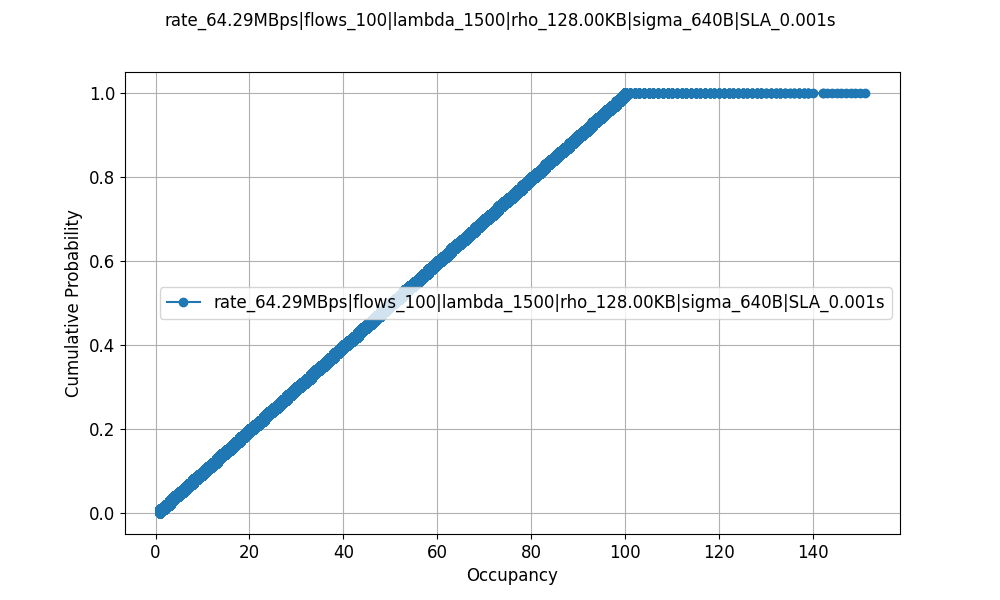 rate_64.29MBps|flows_100|lambda_1500|rho_128.00KB|sigma_640B|SLA_0.001s
1.0
0.8
0.6
0.4
0.2
0.0
Cumulative Probability
rate_64.29MBps|flows_100|lambda_1500|rho_128.00KB|sigma_640B|SLA_0.001s
0 20 40 60 80 100 120 140
Occupancy